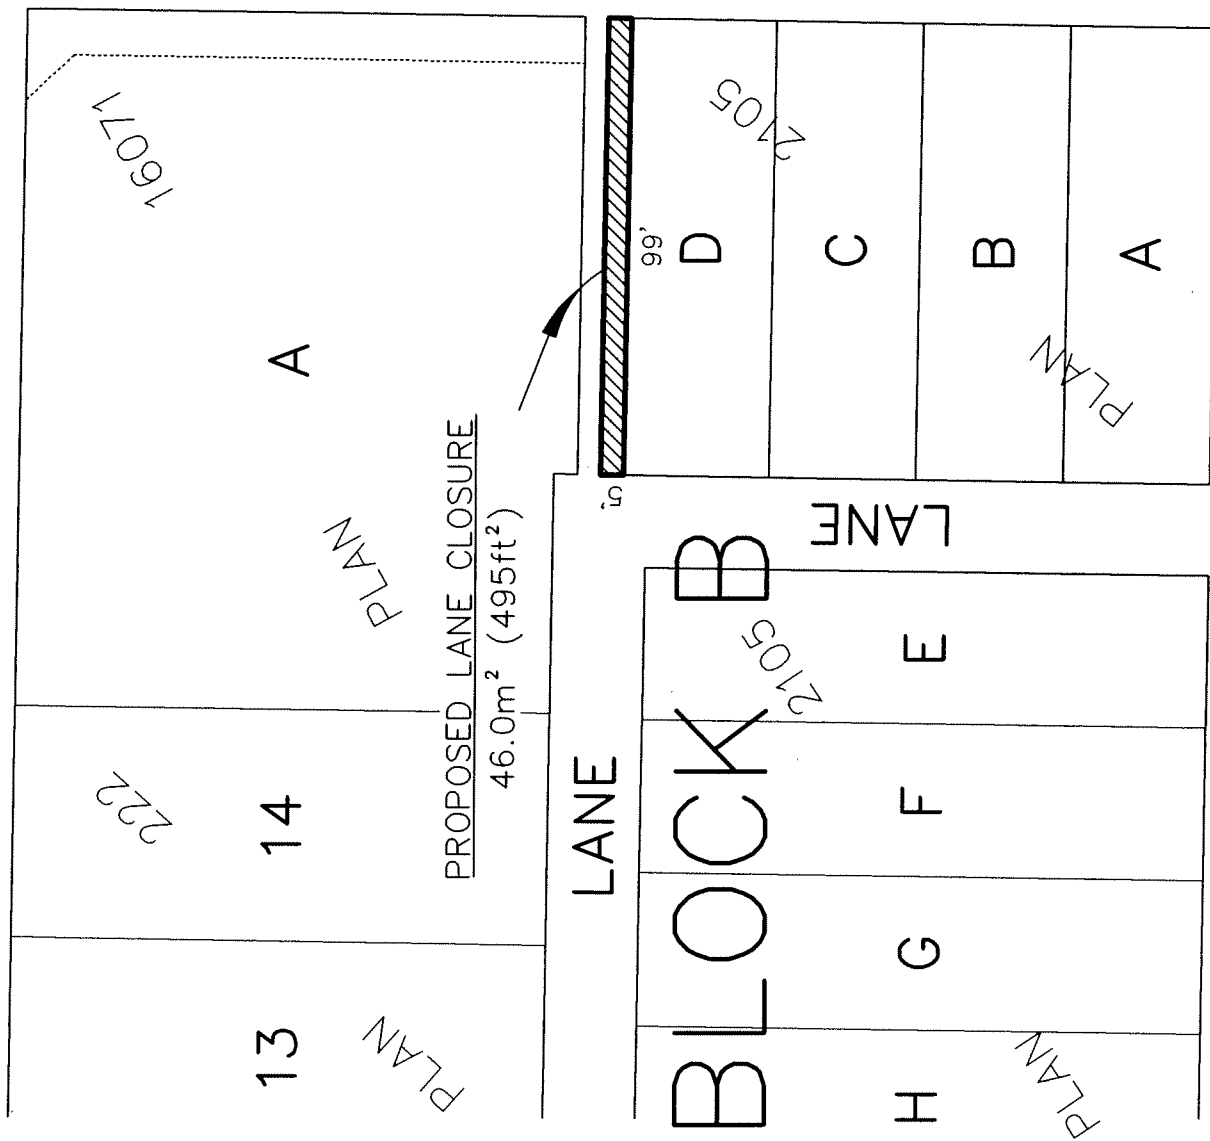 PLAN 16071
A
PROPOSED LANE CLOSURE
46.0m² (495ft²)
99'
5'
PLAN 2105
D
C
B
A
LANE
PLAN 222
14
13
LANE
BLOCK B
PLAN 2105
E
F
G
H